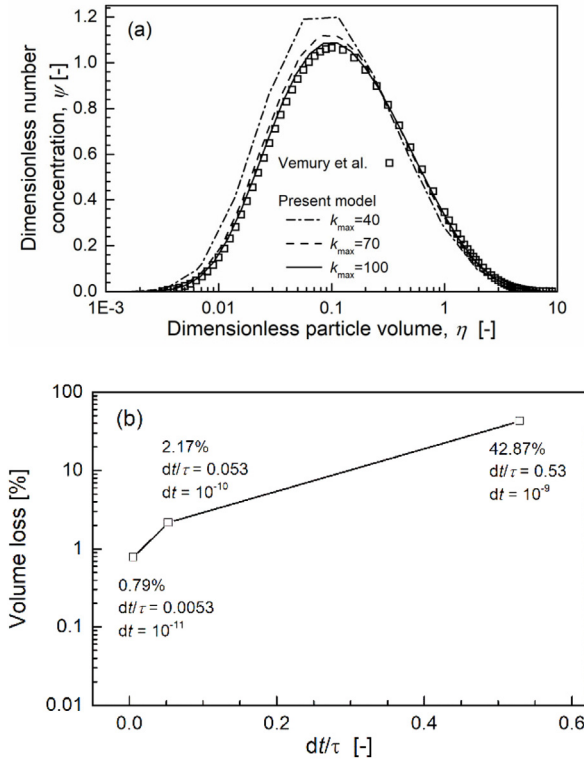 (a)
1.2
1.0
0.8
0.6
0.4
0.2
0.0
Dimensionless number
concentration, ψ [-]
Vemury et al.
Present model
k_max=40
k_max=70
k_max=100
1E-3
0.01
0.1
1
10
Dimensionless particle volume, η [-]
(b)
100
10
1
0.1
0.01
Volume loss [%]
2.17%
dt/τ = 0.053
dt = 10⁻¹⁰
42.87%
dt/τ = 0.53
dt = 10⁻⁹
0.79%
dt/τ = 0.0053
dt = 10⁻¹¹
0.0
0.2
0.4
0.6
dt/τ [-]